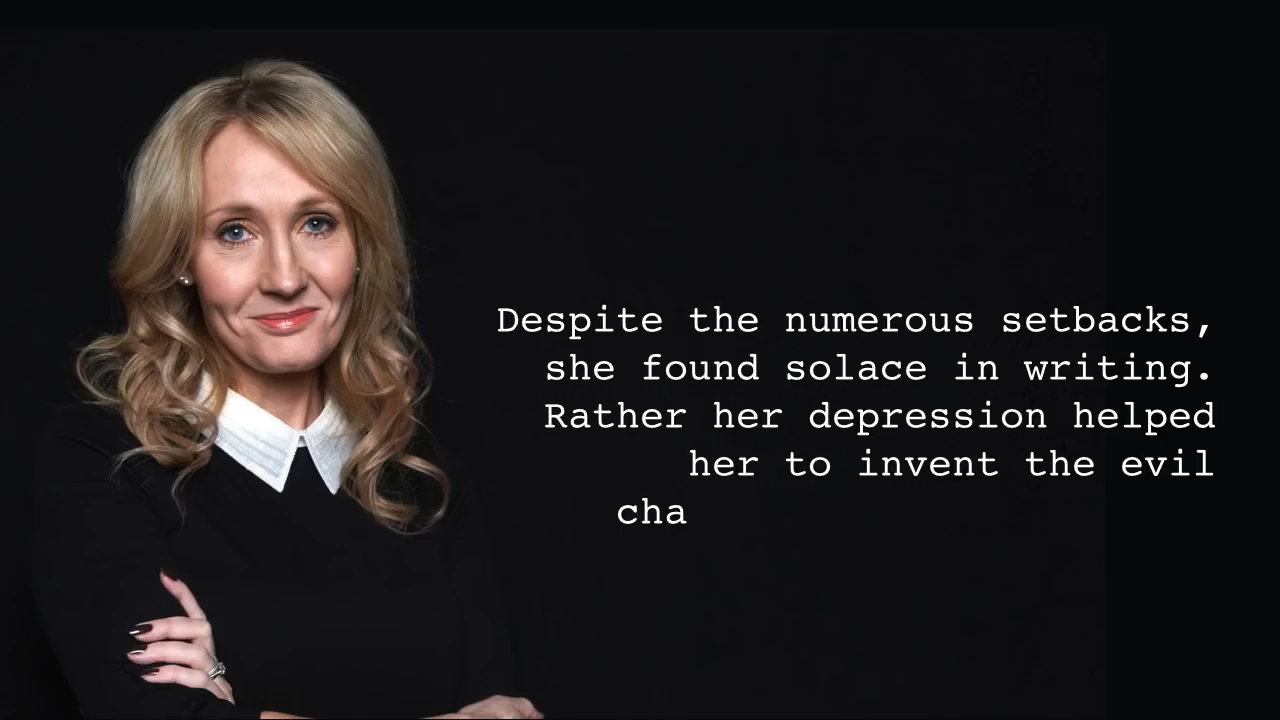 Despite the numerous setbacks,
she found solace in writing.
Rather her depression helped
her to invent the evil
cha